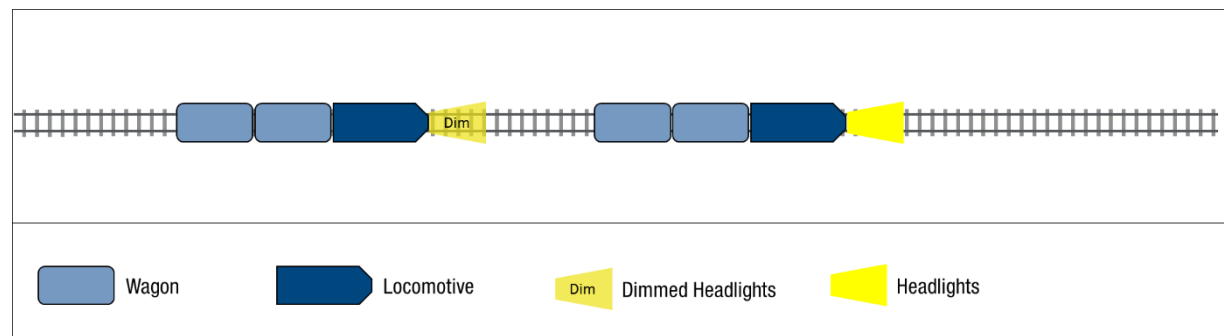 Dim
Wagon
Locomotive
Dim
Dimmed Headlights
Headlights